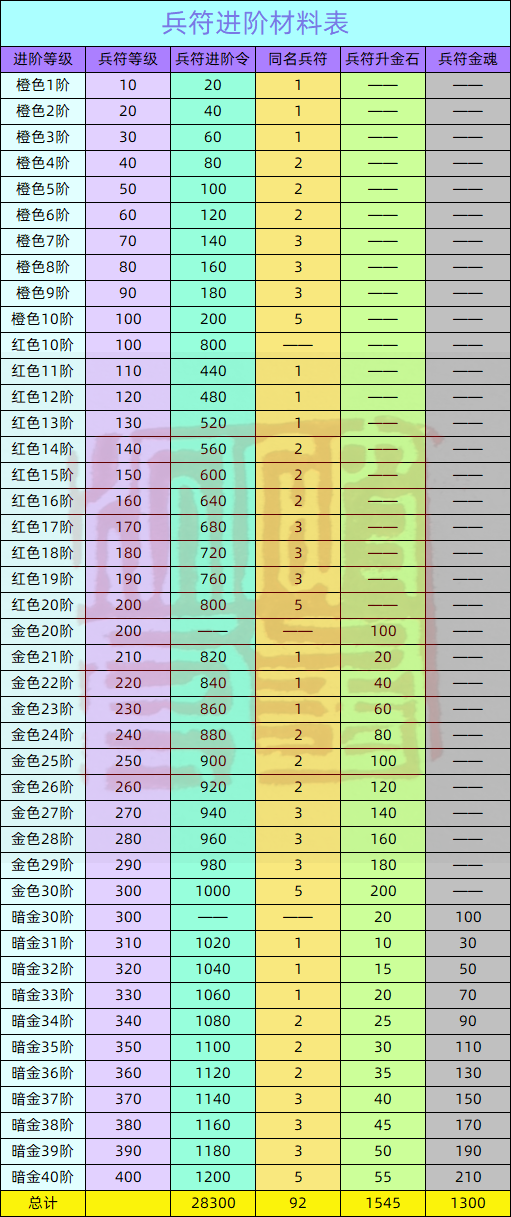 兵符进阶材料表
进阶等级 兵符等级 兵符进阶令 同名兵符 兵符升金石 兵符金魂
橙色1阶 10 20 1 —— ——
橙色2阶 20 40 1 —— ——
橙色3阶 30 60 1 —— ——
橙色4阶 40 80 2 —— ——
橙色5阶 50 100 2 —— ——
橙色6阶 60 120 2 —— ——
橙色7阶 70 140 3 —— ——
橙色8阶 80 160 3 —— ——
橙色9阶 90 180 3 —— ——
橙色10阶 100 200 5 —— ——
红色10阶 100 800 —— —— ——
红色11阶 110 440 1 —— ——
红色12阶 120 480 1 —— ——
红色13阶 130 520 1 —— ——
红色14阶 140 560 2 —— ——
红色15阶 150 600 2 —— ——
红色16阶 160 640 2 —— ——
红色17阶 170 680 3 —— ——
红色18阶 180 720 3 —— ——
红色19阶 190 760 3 —— ——
红色20阶 200 800 5 —— ——
金色20阶 200 —— —— 100 ——
金色21阶 210 820 1 20 ——
金色22阶 220 840 1 40 ——
金色23阶 230 860 1 60 ——
金色24阶 240 880 2 80 ——
金色25阶 250 900 2 100 ——
金色26阶 260 920 2 120 ——
金色27阶 270 940 3 140 ——
金色28阶 280 960 3 160 ——
金色29阶 290 980 3 180 ——
金色30阶 300 1000 5 200 ——
暗金30阶 300 —— —— 20 100
暗金31阶 310 1020 1 10 30
暗金32阶 320 1040 1 15 50
暗金33阶 330 1060 1 20 70
暗金34阶 340 1080 2 25 90
暗金35阶 350 1100 2 30 110
暗金36阶 360 1120 2 35 130
暗金37阶 370 1140 3 40 150
暗金38阶 380 1160 3 45 170
暗金39阶 390 1180 3 50 190
暗金40阶 400 1200 5 55 210
总计 28300 92 1545 1300